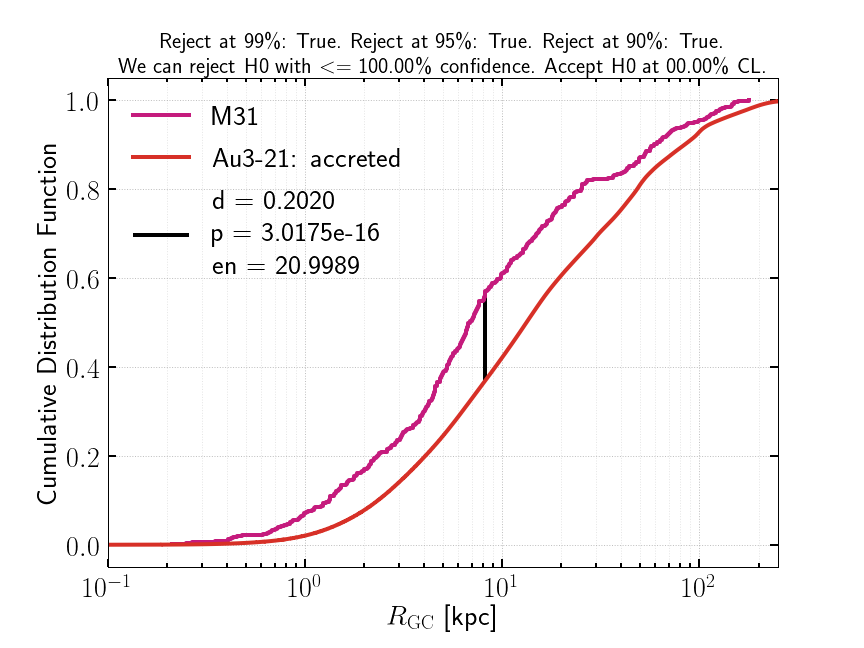 Reject at 99%: True. Reject at 95%: True. Reject at 90%: True.
We can reject H0 with <= 100.00% confidence. Accept H0 at 00.00% CL.
M31
Au3-21: accreted
d = 0.2020
p = 3.0175e-16
en = 20.9989
Cumulative Distribution Function
1.0
0.8
0.6
0.4
0.2
0.0
10⁻¹ 10⁰ 10¹ 10²
R_GC [kpc]